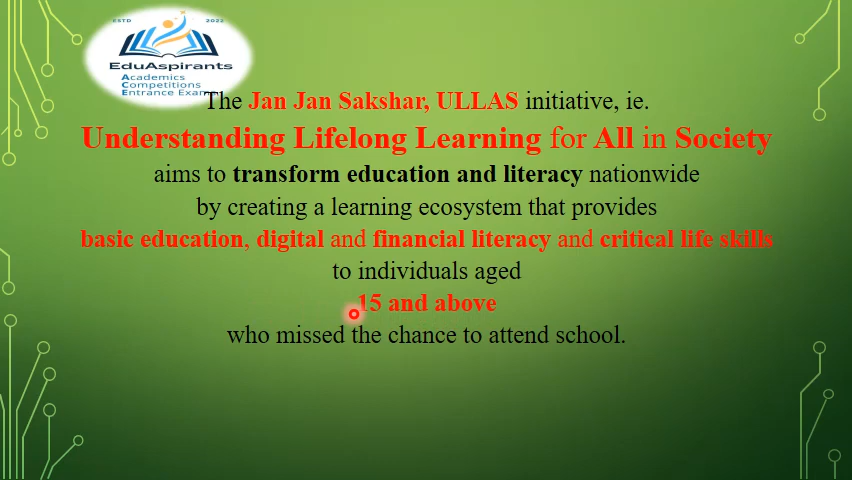 ESTD 2022
EduAspirants
Academics
Competitions
Entrance Exam
The Jan Jan Sakshar, ULLAS initiative, ie.
Understanding Lifelong Learning for All in Society
aims to transform education and literacy nationwide
by creating a learning ecosystem that provides
basic education, digital and financial literacy and critical life skills
to individuals aged
15 and above
who missed the chance to attend school.